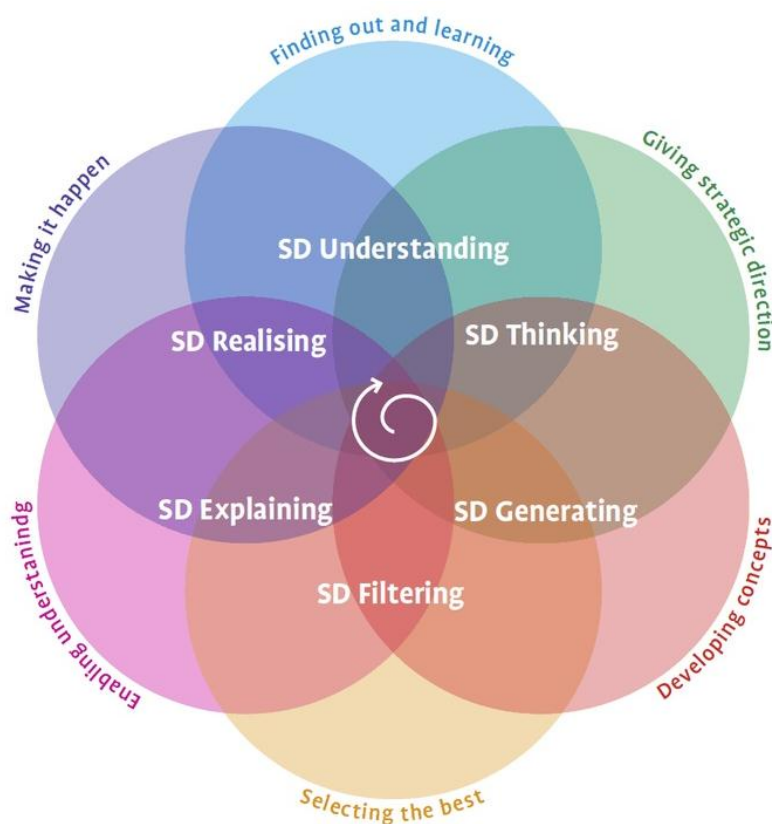 Finding out and learning
Giving strategic direction
Making it happen
SD Understanding
SD Realising
SD Thinking
SD Explaining
SD Generating
SD Filtering
Enabling understanindg
Developing concepts
Selecting the best